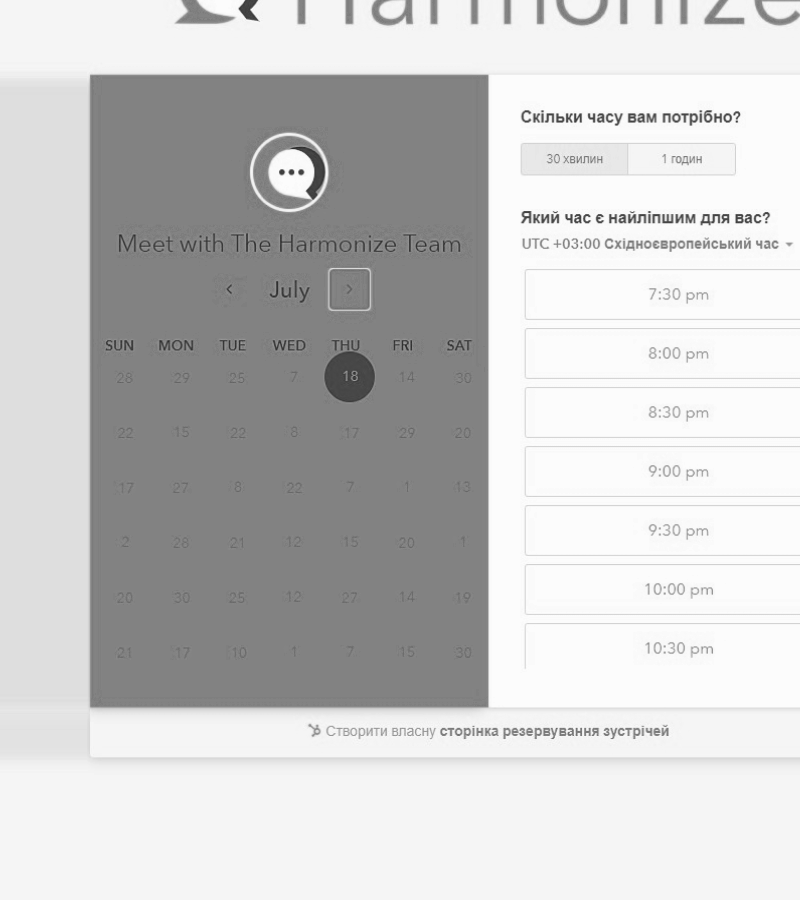 Harmonize
Meet with The Harmonize Team
July
SUN MON TUE WED THU FRI SAT
28 29 25 7 18 14 30
22 15 22 8 17 29 20
17 27 8 22 7 1 13
2 28 21 12 15 20 1
20 30 25 12 27 14 19
21 17 10 1 7 15 30
Скільки часу вам потрібно?
30 хвилин 1 годин
Який час є найліпшим для вас?
UTC +03:00 Східноєвропейський час
7:30 pm
8:00 pm
8:30 pm
9:00 pm
9:30 pm
10:00 pm
10:30 pm
Створити власну сторінка резервування зустрічей